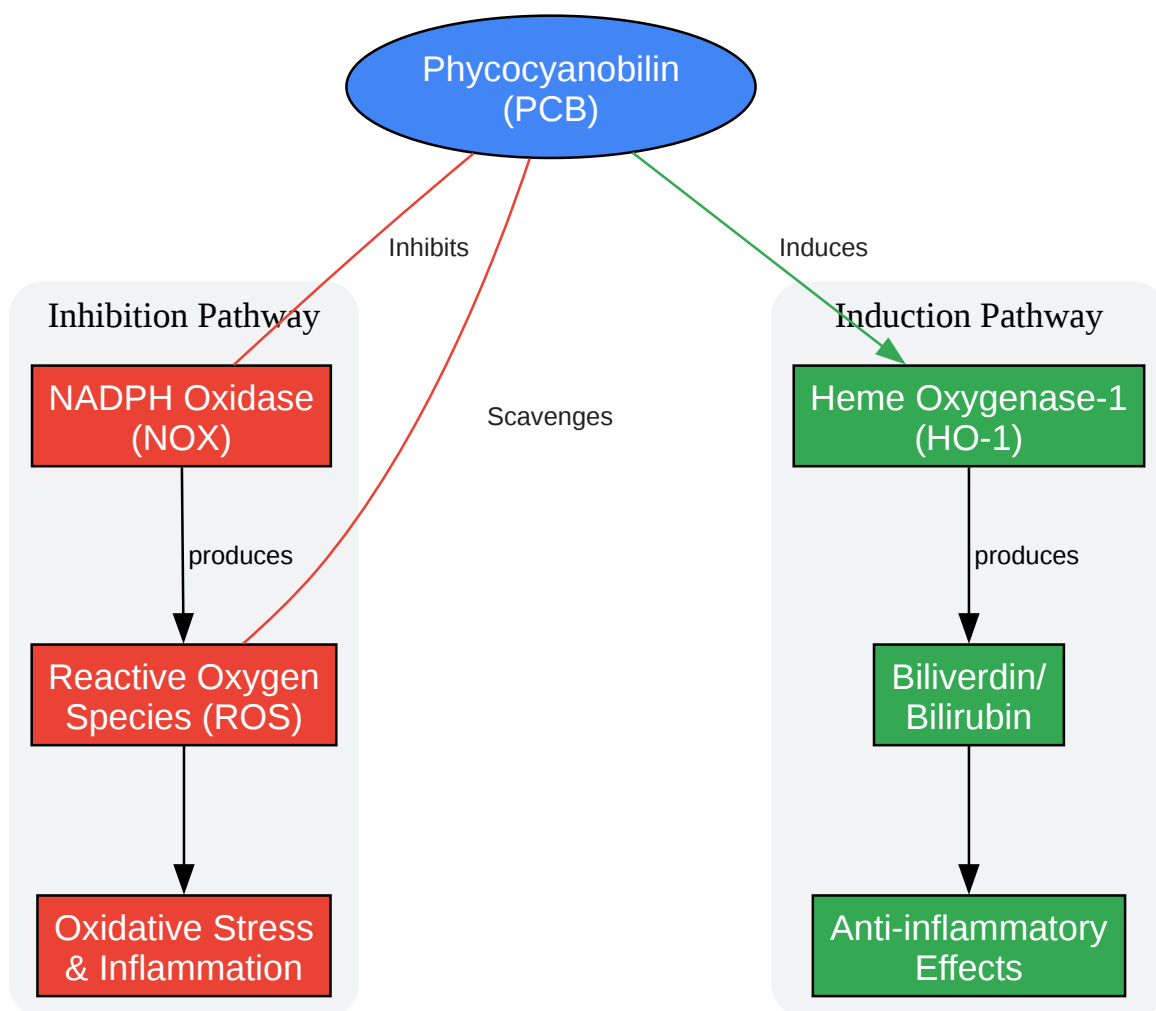 Phycocyanobilin
(PCB)
Inhibits
Induces
Scavenges
Inhibition Pathway
NADPH Oxidase
(NOX)
produces
Reactive Oxygen
Species (ROS)
Oxidative Stress
& Inflammation
Induction Pathway
Heme Oxygenase-1
(HO-1)
produces
Biliverdin/
Bilirubin
Anti-inflammatory
Effects